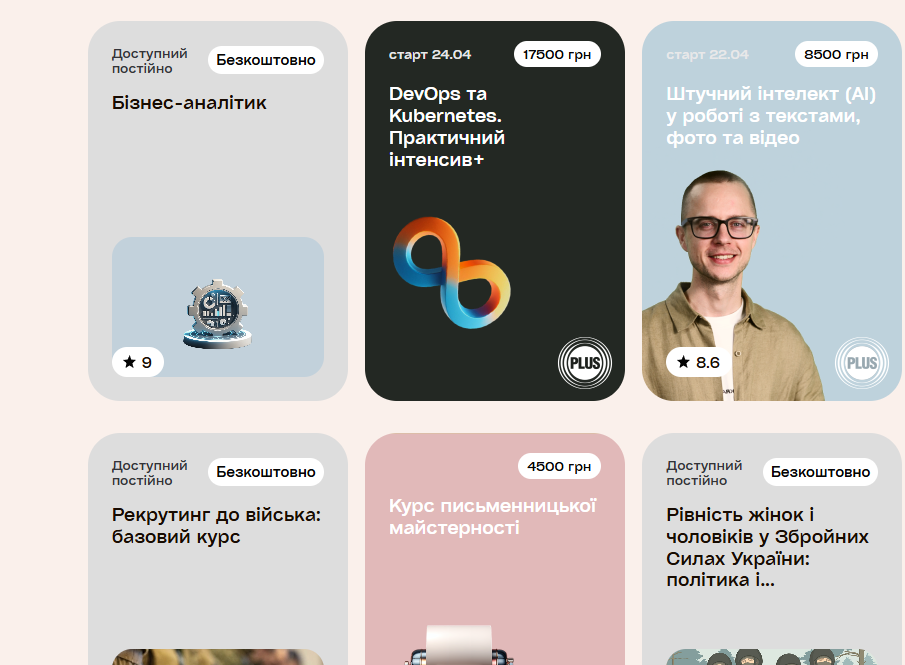 Доступний
постійно
Безкоштовно
Бізнес-аналітик
9
старт 24.04
17500 грн
DevOps та
Kubernetes.
Практичний
інтенсив+
PLUS
старт 22.04
8500 грн
Штучний інтелект (AI)
у роботі з текстами,
фото та відео
8.6
PLUS
Доступний
постійно
Безкоштовно
Рекрутинг до війська:
базовий курс
4500 грн
Курс письменницької
майстерності
Доступний
постійно
Безкоштовно
Рівність жінок і
чоловіків у Збройних
Силах України:
політика і...